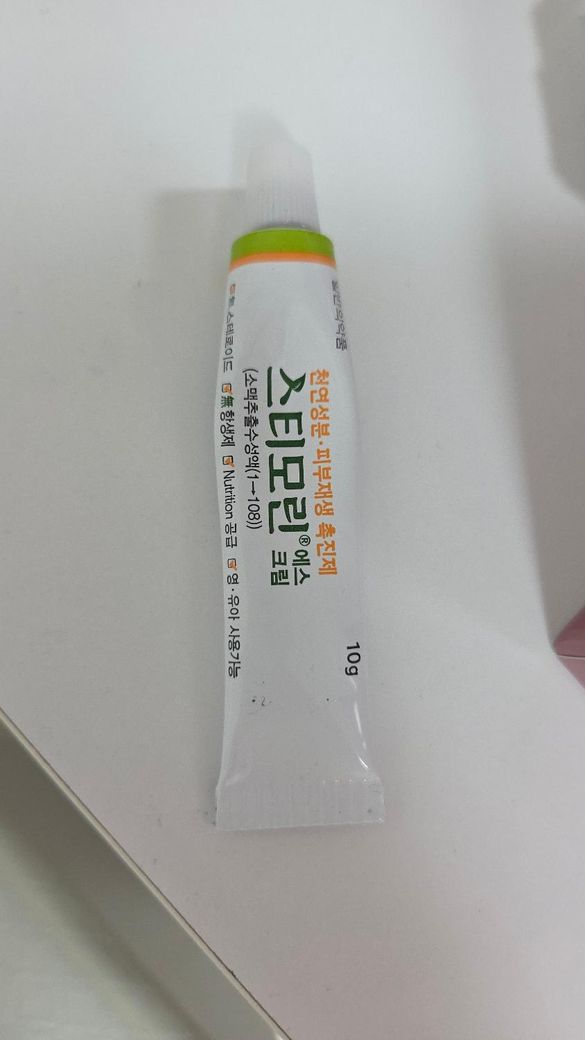 일반의약품
천연성분·피부재생 촉진제
스티모린®에스
크림
(소맥추출수성액(1→108))
無 스테로이드 無 항생제 Nutrition 공급 영·유아 사용가능
10g